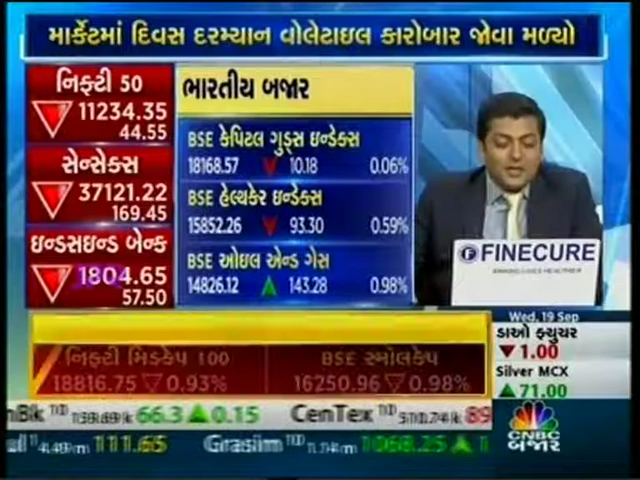 માર્કેટમાં દિવસ દરમ્યાન વોલેટાઇલ કારોબાર જોવા મળ્યો
નિફ્ટી 50
11234.35
44.55
સેન્સેક્સ
37121.22
169.45
ઇન્ડસઇન્ડ બેન્ક
1804.65
57.50
ભારતીય બજાર
BSE કેપિટલ ગુડ્સ ઇન્ડેક્સ
18168.57 10.18 0.06%
BSE હેલ્થકેર ઇન્ડેક્સ
15852.26 93.30 0.59%
BSE ઓઇલ એન્ડ ગેસ
14826.12 143.28 0.98%
FINECURE
નિફ્ટી મિડકેપ 100
18816.75 0.93%
BSE સ્મોલકેપ
16250.96 0.98%
Wed, 19 Sep
ડાઓ ફ્યુચર
1.00
Silver MCX
71.00
66.3 0.15 CenTex 89
111.65 Grasim 1068.25
CNBC
બજાર